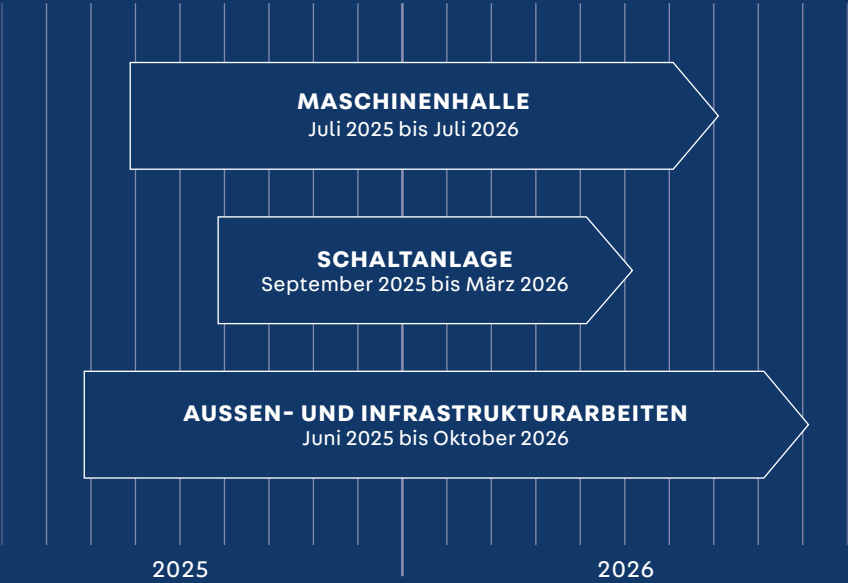 MASCHINENHALLE
Juli 2025 bis Juli 2026
SCHALTANLAGE
September 2025 bis März 2026
AUSSEN- UND INFRASTRUKTURARBEITEN
Juni 2025 bis Oktober 2026
2025 2026